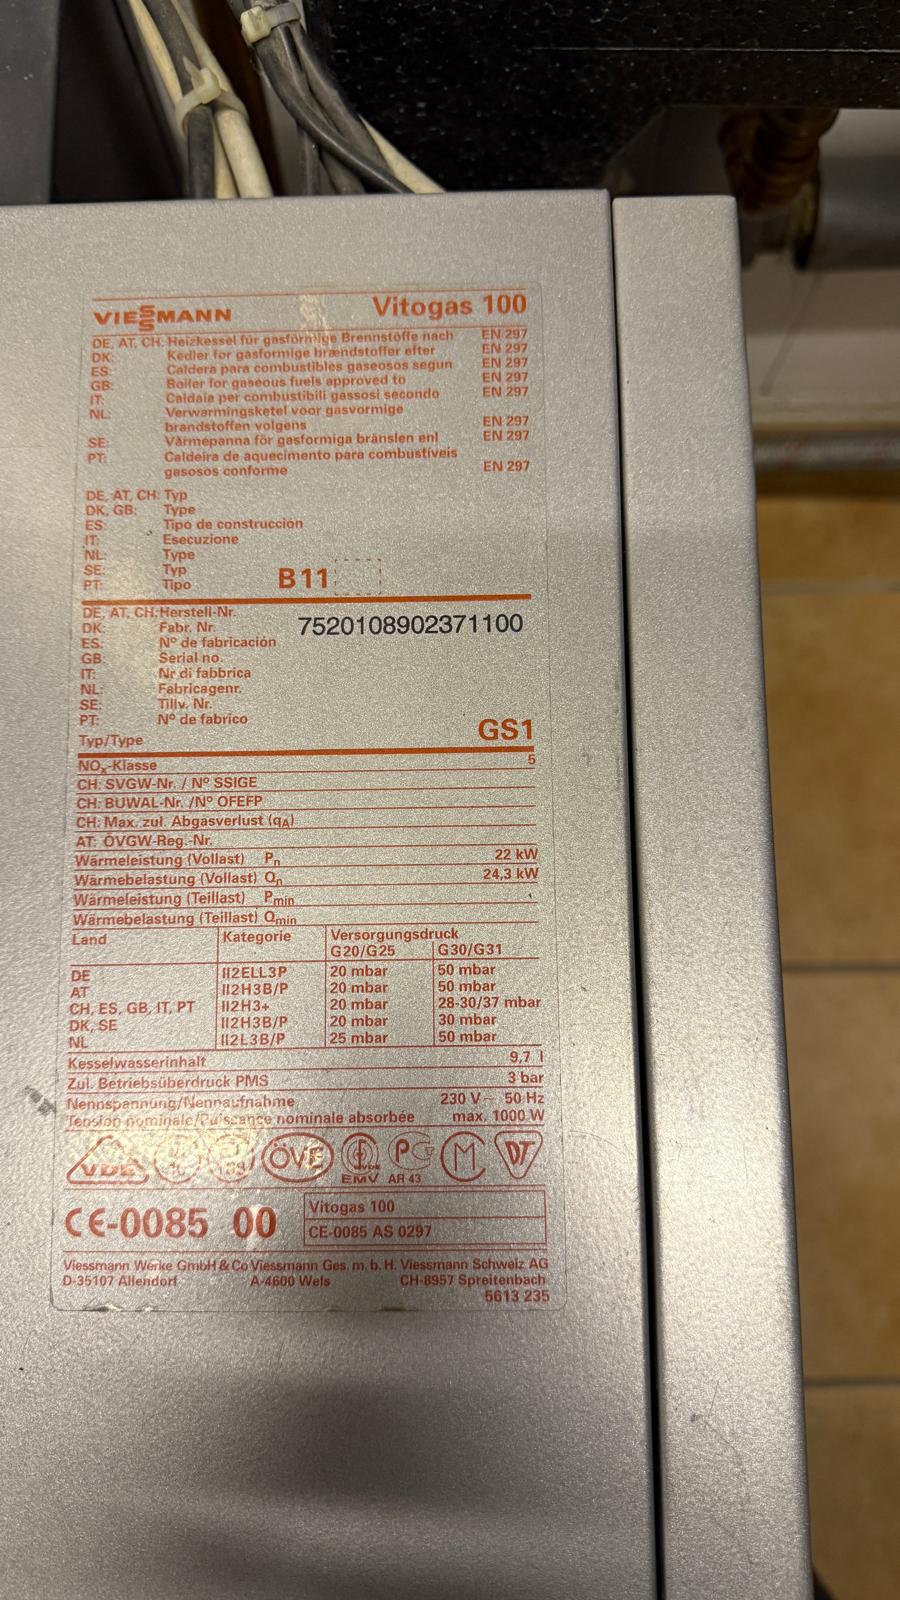 VIESSMANN Vitogas 100
DE, AT, CH: Heizkessel für gasförmige Brennstoffe nach EN 297
DK: Kedler for gasformige brændstoffer efter EN 297
ES: Caldera para combustibles gaseosos segun EN 297
GB: Boiler for gaseous fuels approved to EN 297
IT: Caldaia per combustibili gassosi secondo EN 297
NL: Verwarmingsketel voor gasvormige
brandstoffen volgens EN 297
SE: Värmepanna för gasformiga bränslen enl EN 297
PT: Caldeira de aquecimento para combustíveis
gasosos conforme EN 297
DE, AT, CH: Typ
DK, GB: Type
ES: Tipo de construcción
IT: Esecuzione
NL: Type
SE: Typ
PT: Tipo B11
DE, AT, CH: Herstell-Nr.
DK: Fabr. Nr. 7520108902371100
ES: Nº de fabricación
GB: Serial no.
IT: Nr di fabbrica
NL: Fabricagenr.
SE: Tillv. Nr.
PT: Nº de fabrico
Typ/Type GS1
NOx-Klasse 5
CH: SVGW-Nr. / Nº SSIGE
CH: BUWAL-Nr. /Nº OFEFP
CH: Max. zul. Abgasverlust (qA)
AT: ÖVGW-Reg.-Nr.
Wärmeleistung (Vollast) Pn 22 kW
Wärmebelastung (Vollast) Qn 24,3 kW
Wärmeleistung (Teillast) Pmin
Wärmebelastung (Teillast) Qmin
Land Kategorie Versorgungsdruck
G20/G25 G30/G31
DE II2ELL3P 20 mbar 50 mbar
AT II2H3B/P 20 mbar 50 mbar
CH, ES, GB, IT, PT II2H3+ 20 mbar 28-30/37 mbar
DK, SE II2H3B/P 20 mbar 30 mbar
NL II2L3B/P 25 mbar 50 mbar
Kesselwasserinhalt 9,7 l
Zul. Betriebsüberdruck PMS 3 bar
Nennspannung/Nennaufnahme 230 V~ 50 Hz
Tension nominale/Puissance nominale absorbée max. 1000 W
VDE ÖVE VDE PG M DT
EMV AR 43
CE-0085 00
Vitogas 100
CE-0085 AS 0297
Viessmann Werke GmbH & Co Viessmann Ges. m. b. H. Viessmann Schweiz AG
D-35107 Allendorf A-4600 Wels CH-8957 Spreitenbach
5613 235